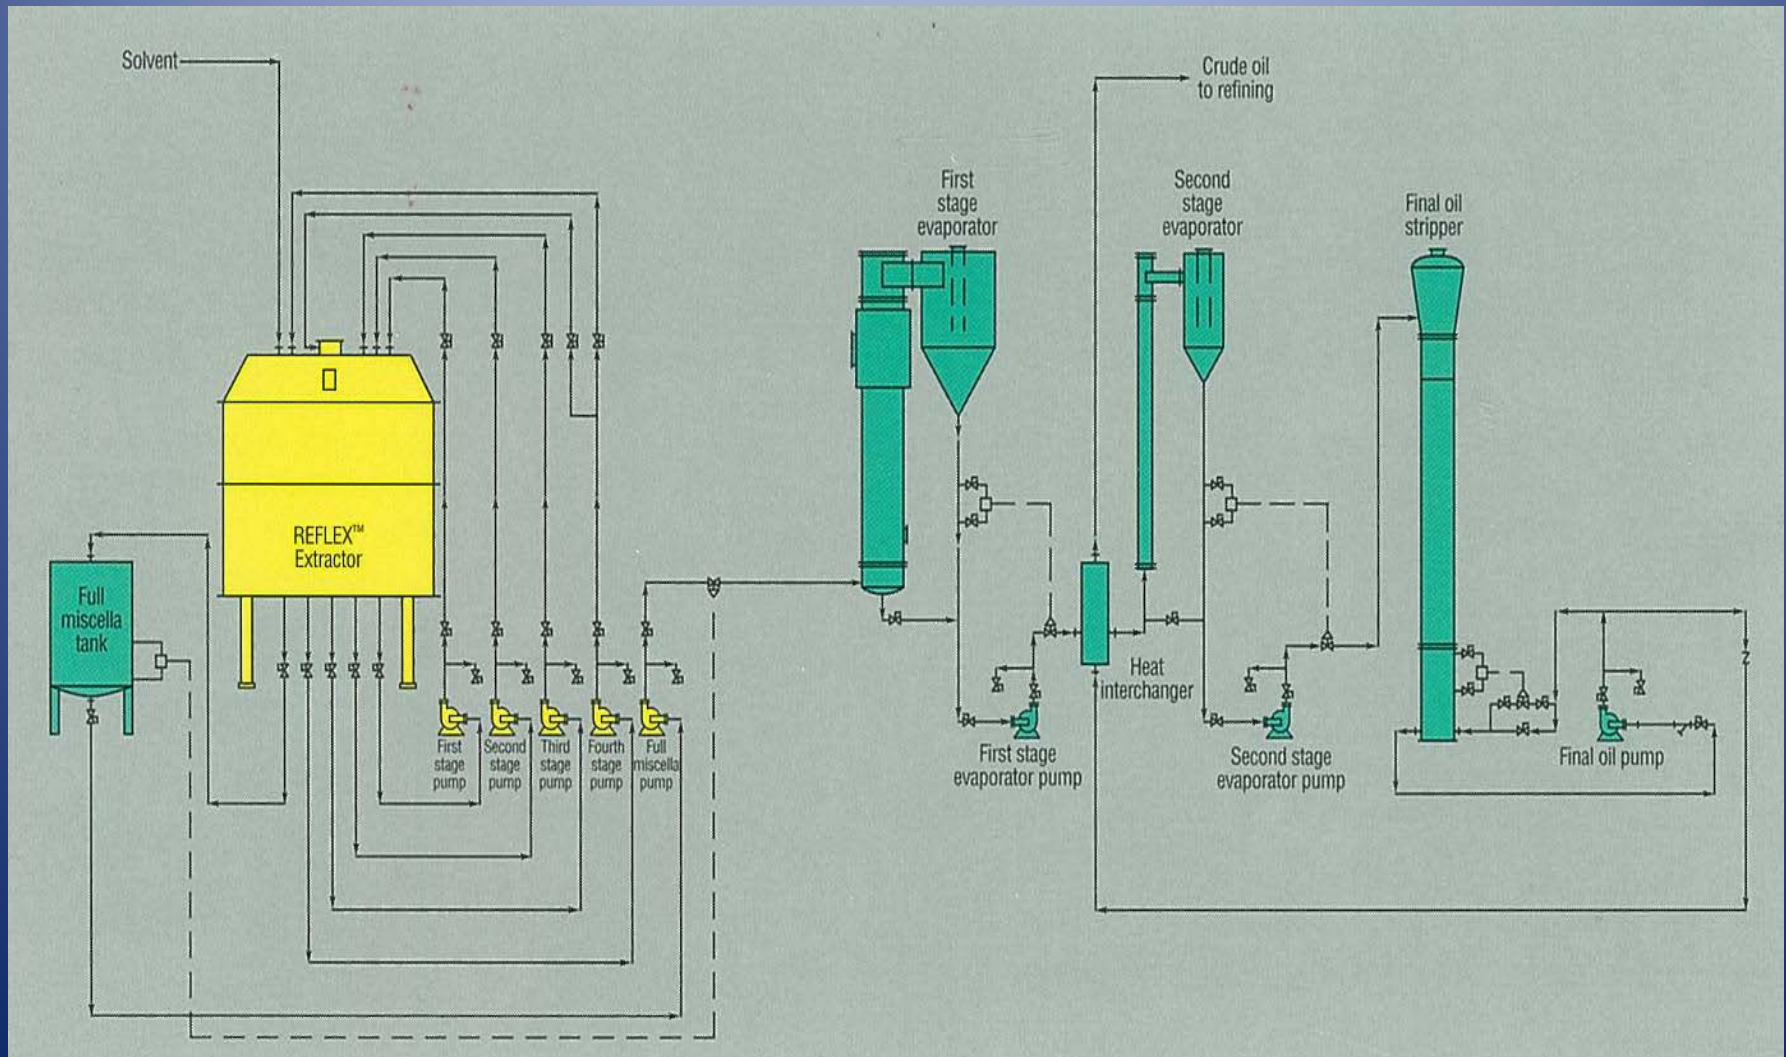 Solvent
Crude oil
to refining
First
stage
evaporator
Second
stage
evaporator
Final oil
stripper
REFLEX™
Extractor
Full
miscella
tank
Heat
interchanger
First
stage
pump
Second
stage
pump
Third
stage
pump
Fourth
stage
pump
Full
miscella
pump
First stage
evaporator pump
Second stage
evaporator pump
Final oil pump
Z